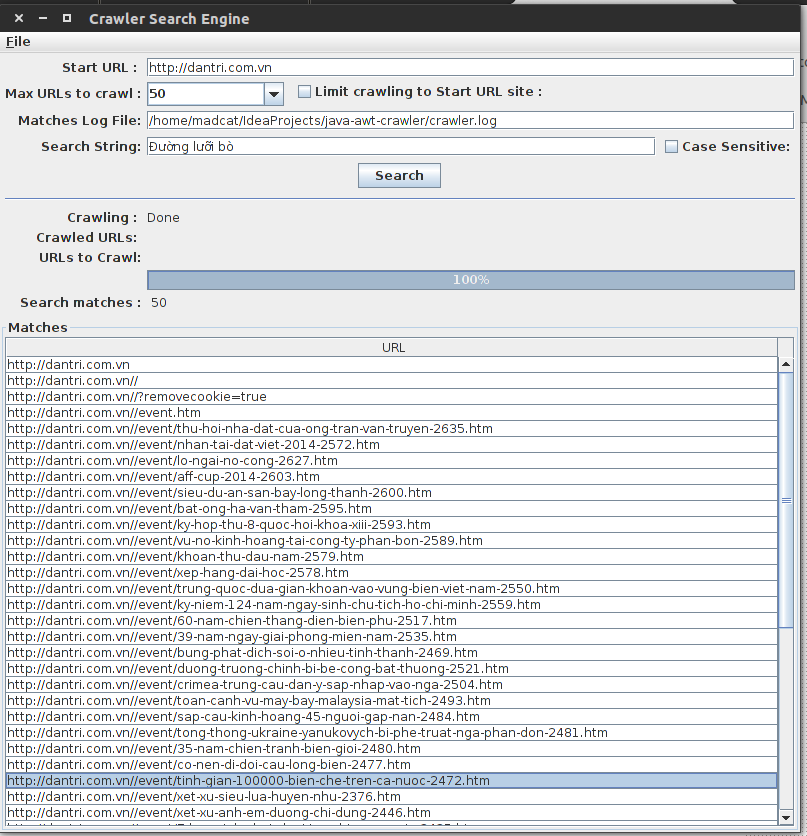 Crawler Search Engine
File
Start URL : http://dantri.com.vn
Max URLs to crawl : 50 Limit crawling to Start URL site :
Matches Log File: /home/madcat/IdeaProjects/java-awt-crawler/crawler.log
Search String: Đường lưỡi bò Case Sensitive:
Search
Crawling : Done
Crawled URLs:
URLs to Crawl:
100%
Search matches : 50
Matches
URL
http://dantri.com.vn
http://dantri.com.vn//
http://dantri.com.vn//?removecookie=true
http://dantri.com.vn//event.htm
http://dantri.com.vn//event/thu-hoi-nha-dat-cua-ong-tran-van-truyen-2635.htm
http://dantri.com.vn//event/nhan-tai-dat-viet-2014-2572.htm
http://dantri.com.vn//event/lo-ngai-no-cong-2627.htm
http://dantri.com.vn//event/aff-cup-2014-2603.htm
http://dantri.com.vn//event/sieu-du-an-san-bay-long-thanh-2600.htm
http://dantri.com.vn//event/bat-ong-ha-van-tham-2595.htm
http://dantri.com.vn//event/ky-hop-thu-8-quoc-hoi-khoa-xiii-2593.htm
http://dantri.com.vn//event/vu-no-kinh-hoang-tai-cong-ty-phan-bon-2589.htm
http://dantri.com.vn//event/khoan-thu-dau-nam-2579.htm
http://dantri.com.vn//event/xep-hang-dai-hoc-2578.htm
http://dantri.com.vn//event/trung-quoc-dua-gian-khoan-vao-vung-bien-viet-nam-2550.htm
http://dantri.com.vn//event/ky-niem-124-nam-ngay-sinh-chu-tich-ho-chi-minh-2559.htm
http://dantri.com.vn//event/60-nam-chien-thang-dien-bien-phu-2517.htm
http://dantri.com.vn//event/39-nam-ngay-giai-phong-mien-nam-2535.htm
http://dantri.com.vn//event/bung-phat-dich-soi-o-nhieu-tinh-thanh-2469.htm
http://dantri.com.vn//event/duong-truong-chinh-bi-be-cong-bat-thuong-2521.htm
http://dantri.com.vn//event/crimea-trung-cau-dan-y-sap-nhap-vao-nga-2504.htm
http://dantri.com.vn//event/toan-canh-vu-may-bay-malaysia-mat-tich-2493.htm
http://dantri.com.vn//event/sap-cau-kinh-hoang-45-nguoi-gap-nan-2484.htm
http://dantri.com.vn//event/tong-thong-ukraine-yanukovych-bi-phe-truat-nga-phan-don-2481.htm
http://dantri.com.vn//event/35-nam-chien-tranh-bien-gioi-2480.htm
http://dantri.com.vn//event/co-nen-di-doi-cau-long-bien-2477.htm
http://dantri.com.vn//event/tinh-gian-100000-bien-che-tren-ca-nuoc-2472.htm
http://dantri.com.vn//event/xet-xu-sieu-lua-huyen-nhu-2376.htm
http://dantri.com.vn//event/xet-xu-anh-em-duong-chi-dung-2446.htm